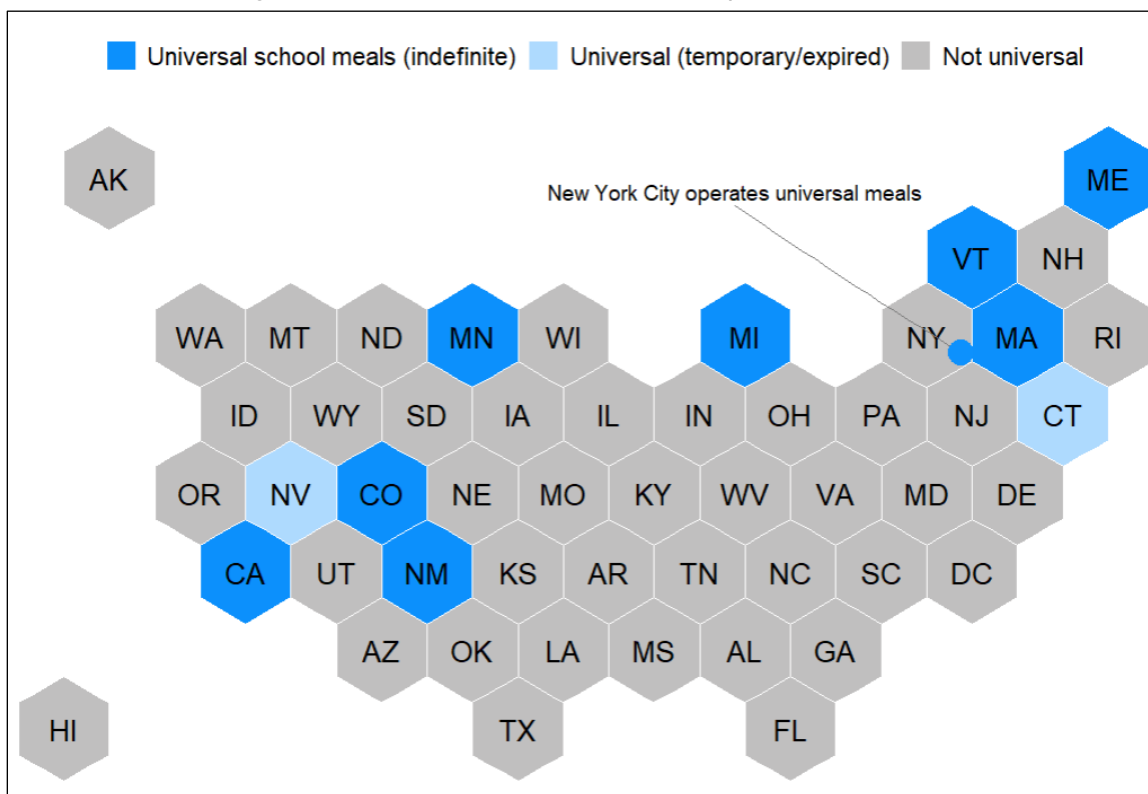 Universal school meals (indefinite) Universal (temporary/expired) Not universal
AK ME
New York City operates universal meals
VT NH
WA MT ND MN WI MI NY MA RI
ID WY SD IA IL IN OH PA NJ CT
OR NV CO NE MO KY WV VA MD DE
CA UT NM KS AR TN NC SC DC
AZ OK LA MS AL GA
HI TX FL